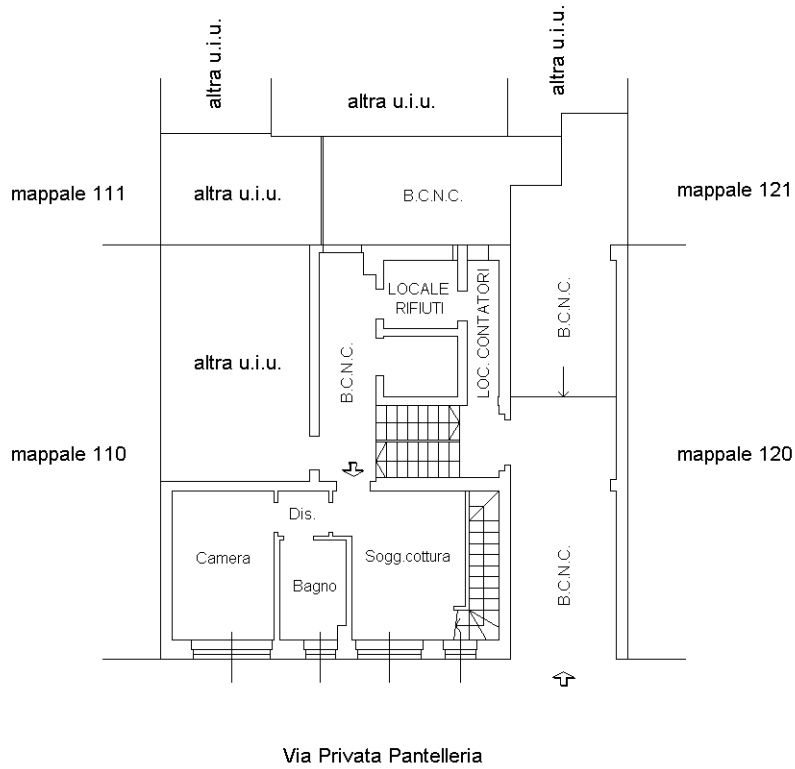 altra u.i.u.
altra u.i.u.
altra u.i.u.
mappale 111
altra u.i.u.
B.C.N.C.
mappale 121
LOCALE
RIFIUTI
LOC. CONTATORI
B.C.N.C.
B.C.N.C.
altra u.i.u.
mappale 110
mappale 120
Dis.
Camera
Sogg.cottura
Bagno
B.C.N.C.
Via Privata Pantelleria